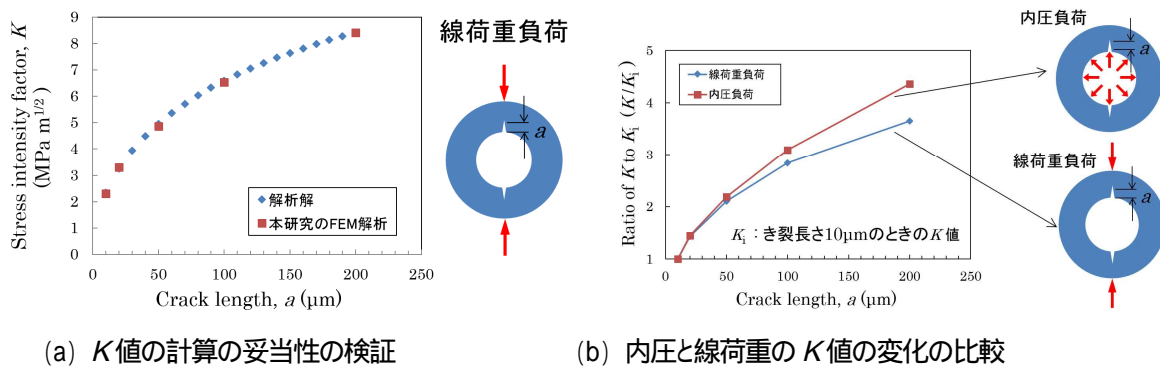 Stress intensity factor, K
(MPa m1/2)
9
8
7
6
5
4
3
2
1
0
0 50 100 150 200 250
Crack length, a (µm)
解析解
本研究のFEM解析
線荷重負荷
a
(a) K値の計算の妥当性の検証
Ratio of K to Ki (K/Ki)
5
4
3
2
1
0 50 100 150 200 250
Crack length, a (µm)
線荷重負荷
内圧負荷
Ki：き裂長さ10µmのときのK値
内圧負荷
a
線荷重負荷
a
(b) 内圧と線荷重のK値の変化の比較